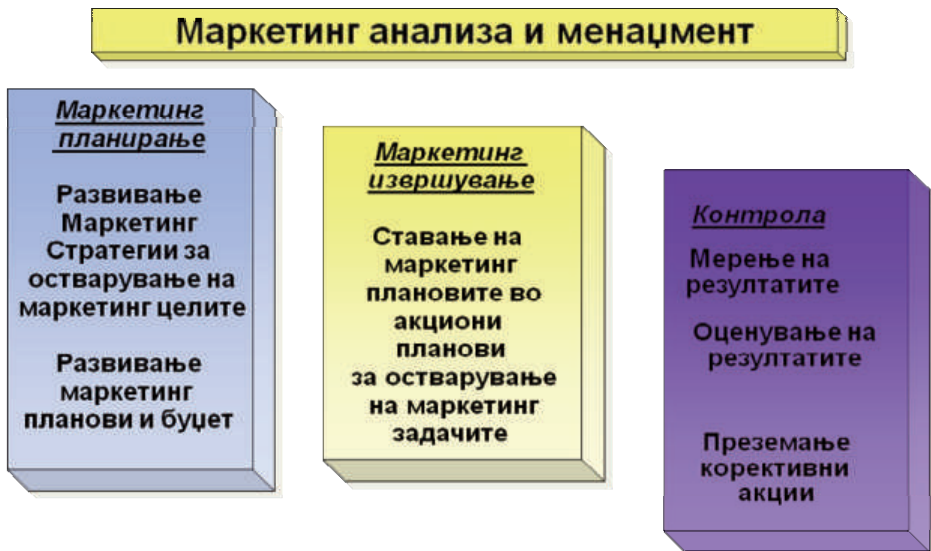 Маркетинг анализа и менаџмент
Маркетинг
планирање
Развивање
Маркетинг
Стратегии за
остварување на
маркетинг целите
Развивање
маркетинг
планови и буџет
Маркетинг
извршување
Ставање на
маркетинг
плановите во
акциони
планови
за остварување
на маркетинг
задачите
Контрола
Мерење на
резултатите
Оценување на
резултатите
Преземање
корективни
акции